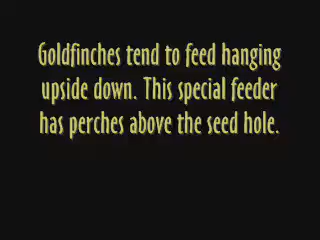 Goldfinches tend to feed hanging
upside down. This special feeder
has perches above the seed hole.